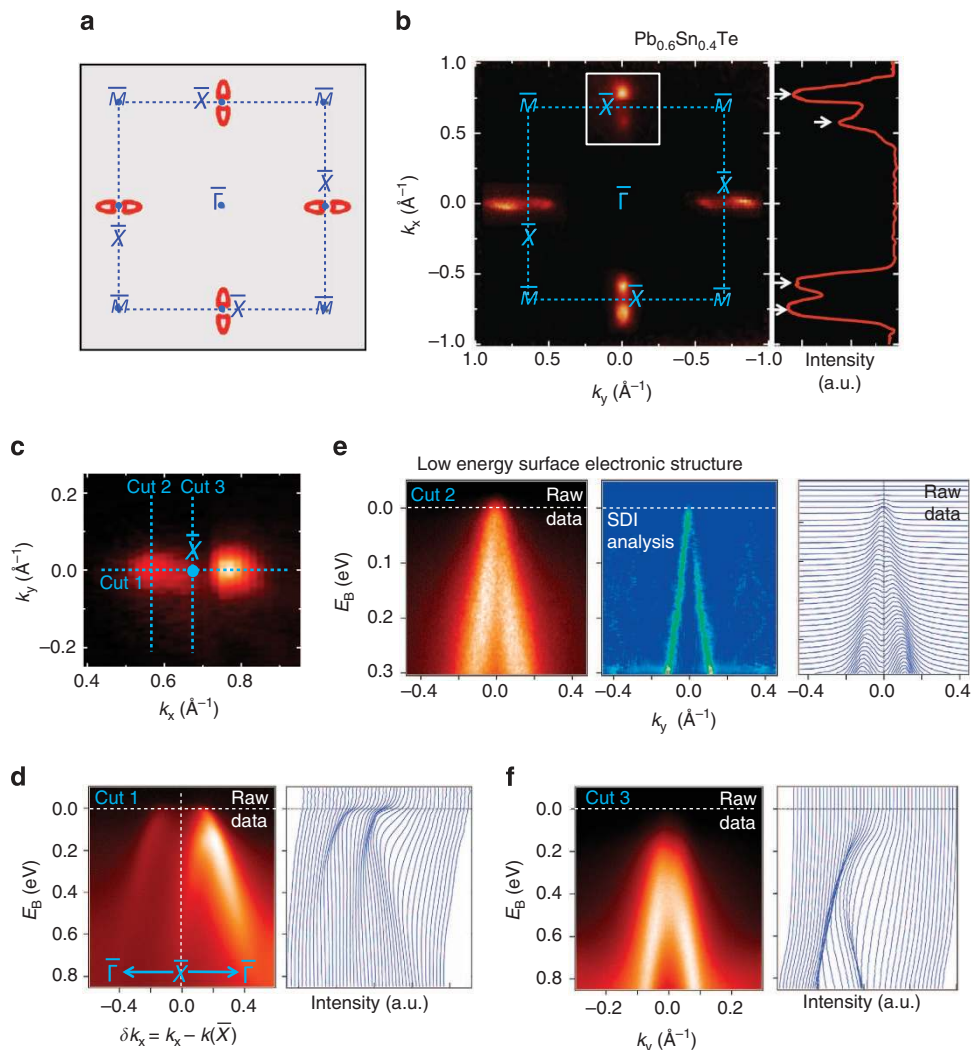 a
M̅ X̅ M̅
X̅
Γ̅
X̅
M̅ X̅ M̅
b
Pb0.6Sn0.4Te
1.0
0.5
0.0
−0.5
−1.0
kx (Å−1)
M̅ X̅ M̅
X̅
Γ̅
X̅
M̅ X̅ M̅
1.0 0.5 0.0 −0.5 −1.0
ky (Å−1)
Intensity
(a.u.)
c
0.2
0.0
−0.2
ky (Å−1)
Cut 2 Cut 3
X̅
Cut 1
0.4 0.6 0.8
kx (Å−1)
e
Low energy surface electronic structure
0.0
0.1
0.2
0.3
EB (eV)
Cut 2 Raw
data
SDI
analysis
Raw
data
−0.4 0.0 0.4 −0.4 0.0 0.4 −0.4 0.0 0.4
ky (Å−1)
d
0.0
0.2
0.4
0.6
0.8
EB (eV)
Cut 1 Raw
data
Γ̅ X̅ Γ̅
−0.4 0.0 0.4
δkx = kx − k(X̅)
Intensity (a.u.)
f
0.0
0.2
0.4
0.6
0.8
EB (eV)
Cut 3 Raw
data
−0.2 0.0 0.2
ky (Å−1)
Intensity (a.u.)